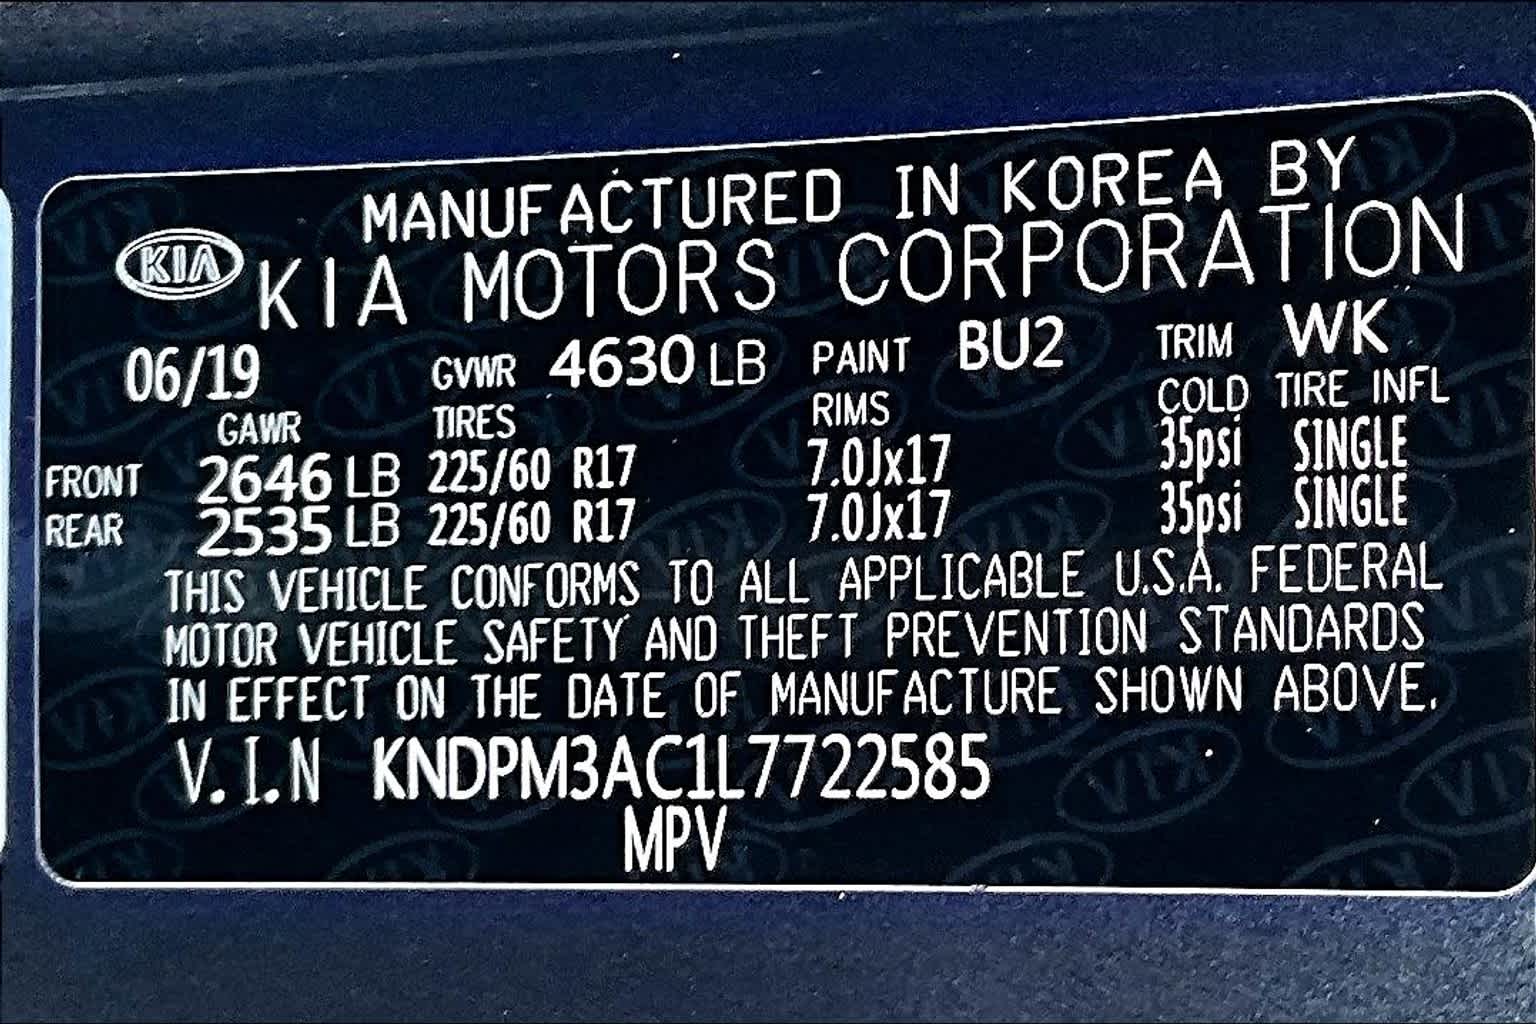 MANUFACTURED IN KOREA BY
KIA KIA MOTORS CORPORATION
06/19 GVWR 4630 LB PAINT BU2 TRIM WK
GAWR TIRES RIMS COLD TIRE INFL
FRONT 2646 LB 225/60 R17 7.0Jx17 35psi SINGLE
REAR 2535 LB 225/60 R17 7.0Jx17 35psi SINGLE
THIS VEHICLE CONFORMS TO ALL APPLICABLE U.S.A. FEDERAL
MOTOR VEHICLE SAFETY AND THEFT PREVENTION STANDARDS
IN EFFECT ON THE DATE OF MANUFACTURE SHOWN ABOVE.
V.I.N KNDPM3AC1L7722585
MPV